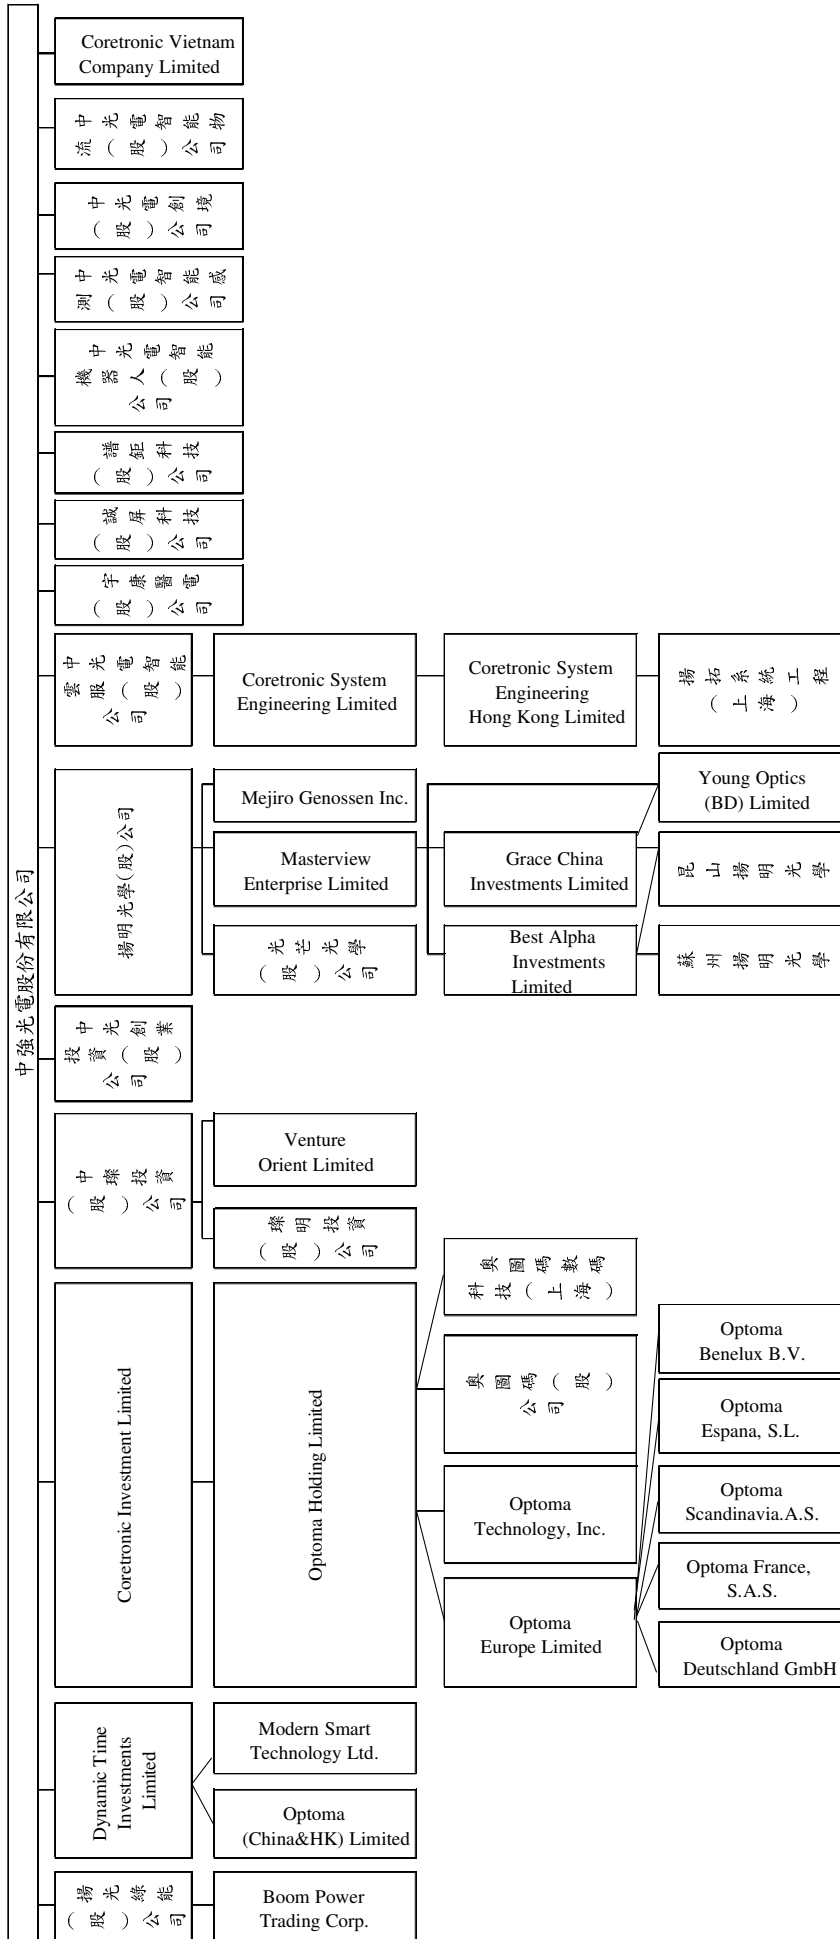 中強光電股份有限公司
Coretronic Vietnam
Company Limited
中光電智能物
流(股)公司
中光電創境
(股)公司
中光電智能感
測(股)公司
中光電智能
機器人(股)
公司
譜鉅科技
(股)公司
誠屏科技
(股)公司
宇康醫電
(股)公司
中光電智能
雲服(股)
公司
Coretronic System
Engineering Limited
Coretronic System
Engineering
Hong Kong Limited
揚拓系統工程
(上海)
揚明光學(股)公司
Mejiro Genossen Inc.
Masterview
Enterprise Limited
光芒光學
(股)公司
Grace China
Investments Limited
Best Alpha
Investments
Limited
Young Optics
(BD) Limited
昆山揚明光學
蘇州揚明光學
中光創業
投資(股)
公司
中璨投資
(股)公司
Venture
Orient Limited
璨明投資
(股)公司
Coretronic Investment Limited
Optoma Holding Limited
奧圖碼數碼
科技(上海)
奧圖碼(股)
公司
Optoma
Technology, Inc.
Optoma
Europe Limited
Optoma
Benelux B.V.
Optoma
Espana, S.L.
Optoma
Scandinavia.A.S.
Optoma France,
S.A.S.
Optoma
Deutschland GmbH
Dynamic Time
Investments
Limited
Modern Smart
Technology Ltd.
Optoma
(China&HK) Limited
揚光綠能
(股)公司
Boom Power
Trading Corp.